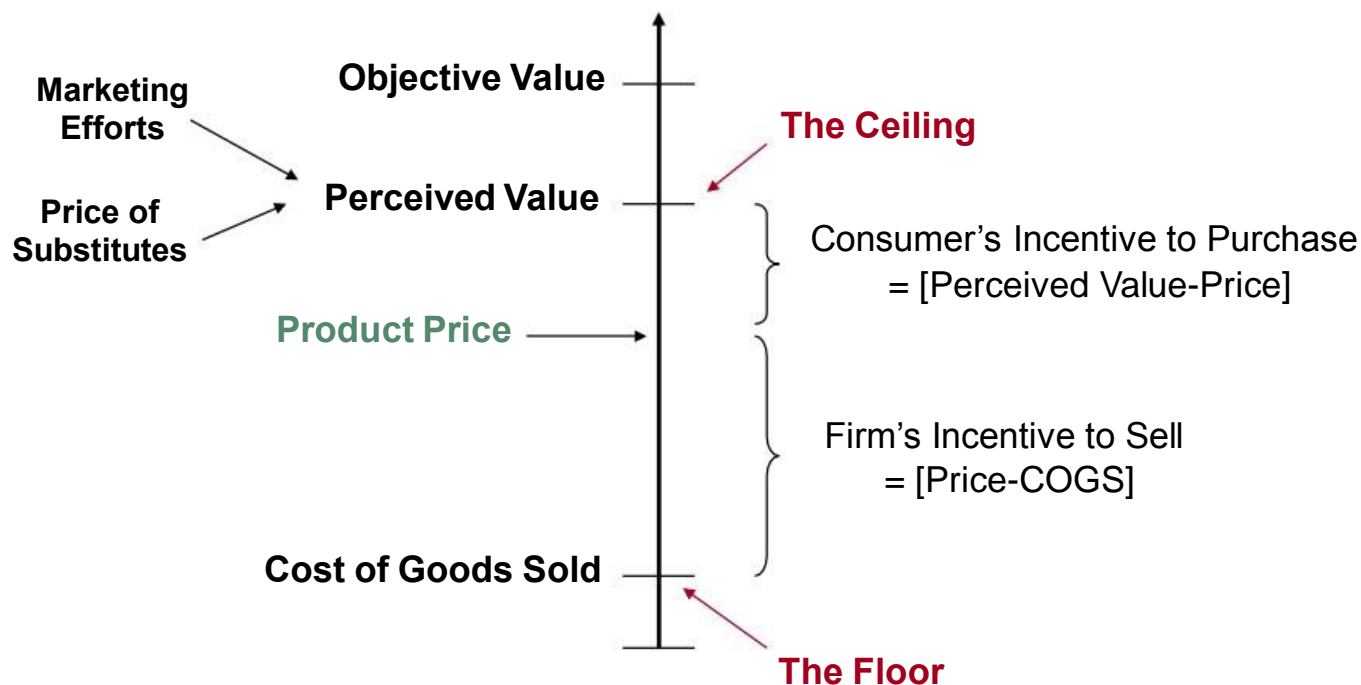 Objective Value
Marketing
Efforts
The Ceiling
Perceived Value
Price of
Substitutes
Consumer’s Incentive to Purchase
= [Perceived Value-Price]
Product Price
Firm’s Incentive to Sell
= [Price-COGS]
Cost of Goods Sold
The Floor